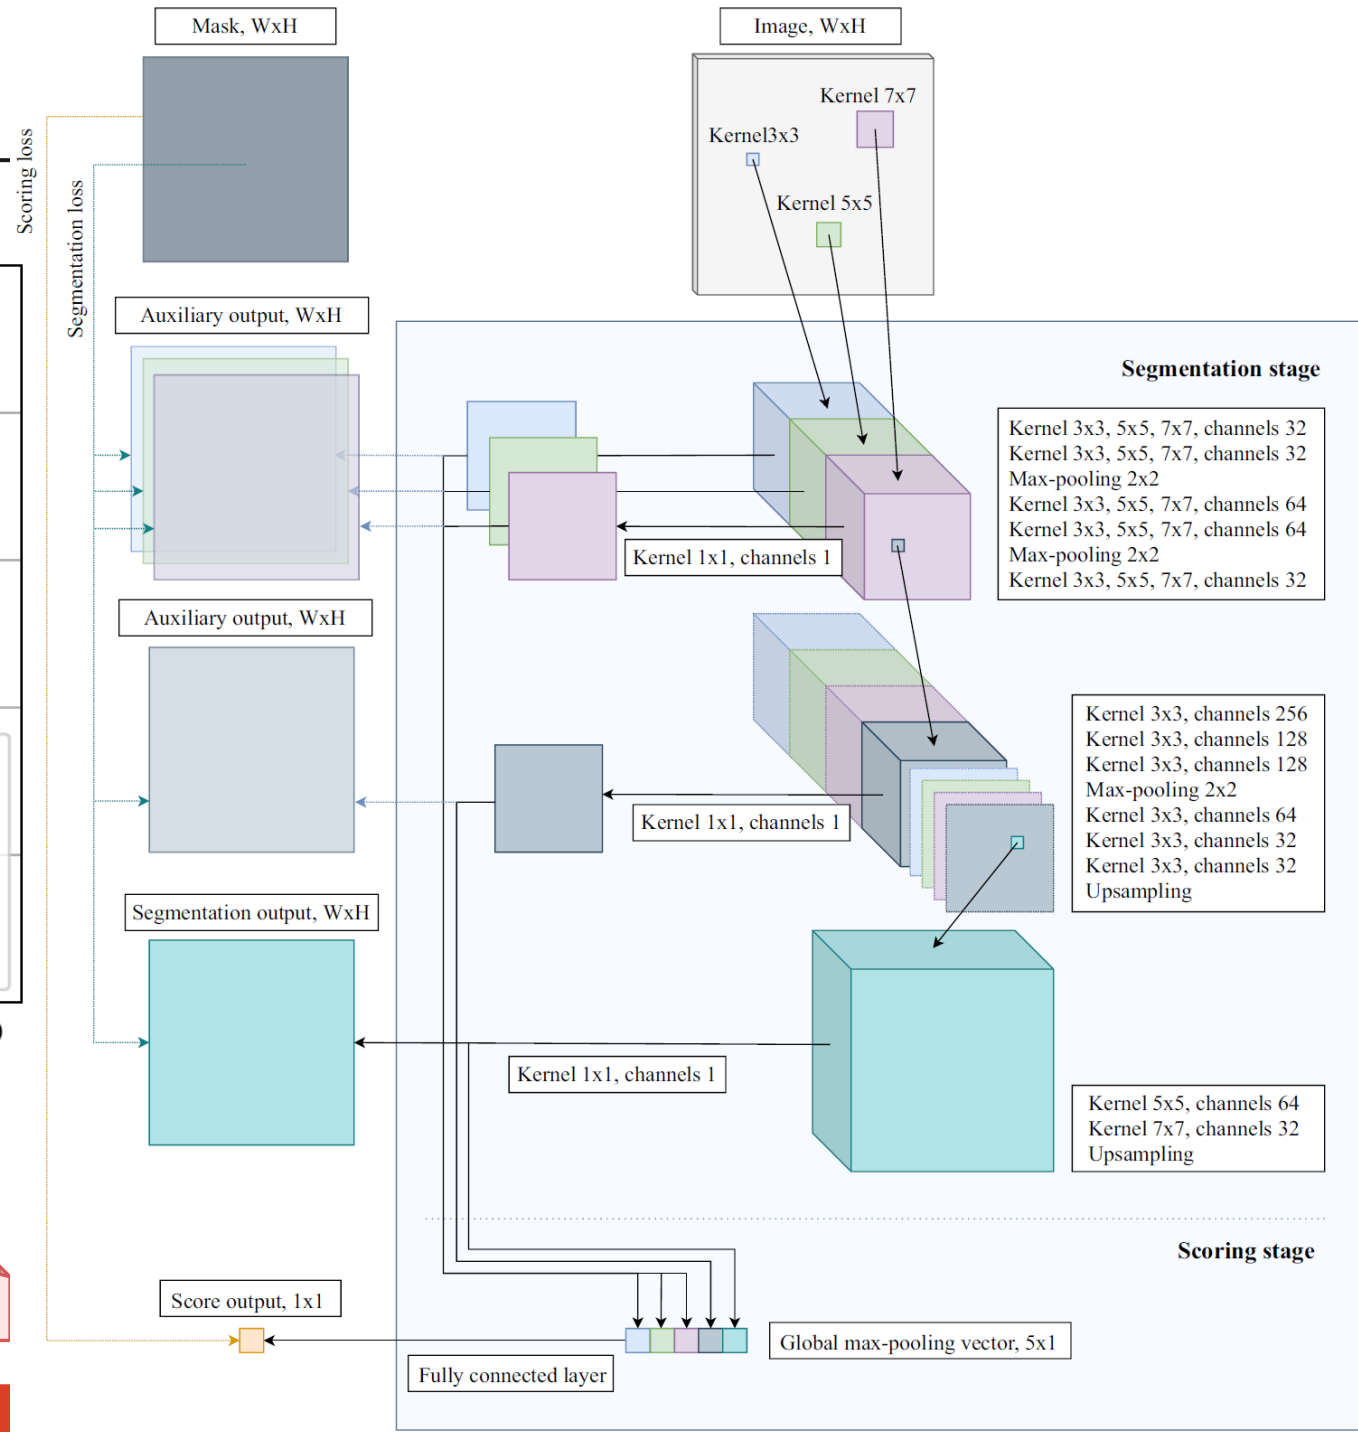 Mask, WxH
Image, WxH
Kernel 7x7
Kernel3x3
Kernel 5x5
Scoring loss
Segmentation loss
Auxiliary output, WxH
Segmentation stage
Kernel 3x3, 5x5, 7x7, channels 32
Kernel 3x3, 5x5, 7x7, channels 32
Max-pooling 2x2
Kernel 3x3, 5x5, 7x7, channels 64
Kernel 3x3, 5x5, 7x7, channels 64
Max-pooling 2x2
Kernel 3x3, 5x5, 7x7, channels 32
Kernel 1x1, channels 1
Auxiliary output, WxH
Kernel 3x3, channels 256
Kernel 3x3, channels 128
Kernel 3x3, channels 128
Max-pooling 2x2
Kernel 3x3, channels 64
Kernel 3x3, channels 32
Kernel 3x3, channels 32
Upsampling
Kernel 1x1, channels 1
Segmentation output, WxH
Kernel 1x1, channels 1
Kernel 5x5, channels 64
Kernel 7x7, channels 32
Upsampling
Scoring stage
Score output, 1x1
Global max-pooling vector, 5x1
Fully connected layer